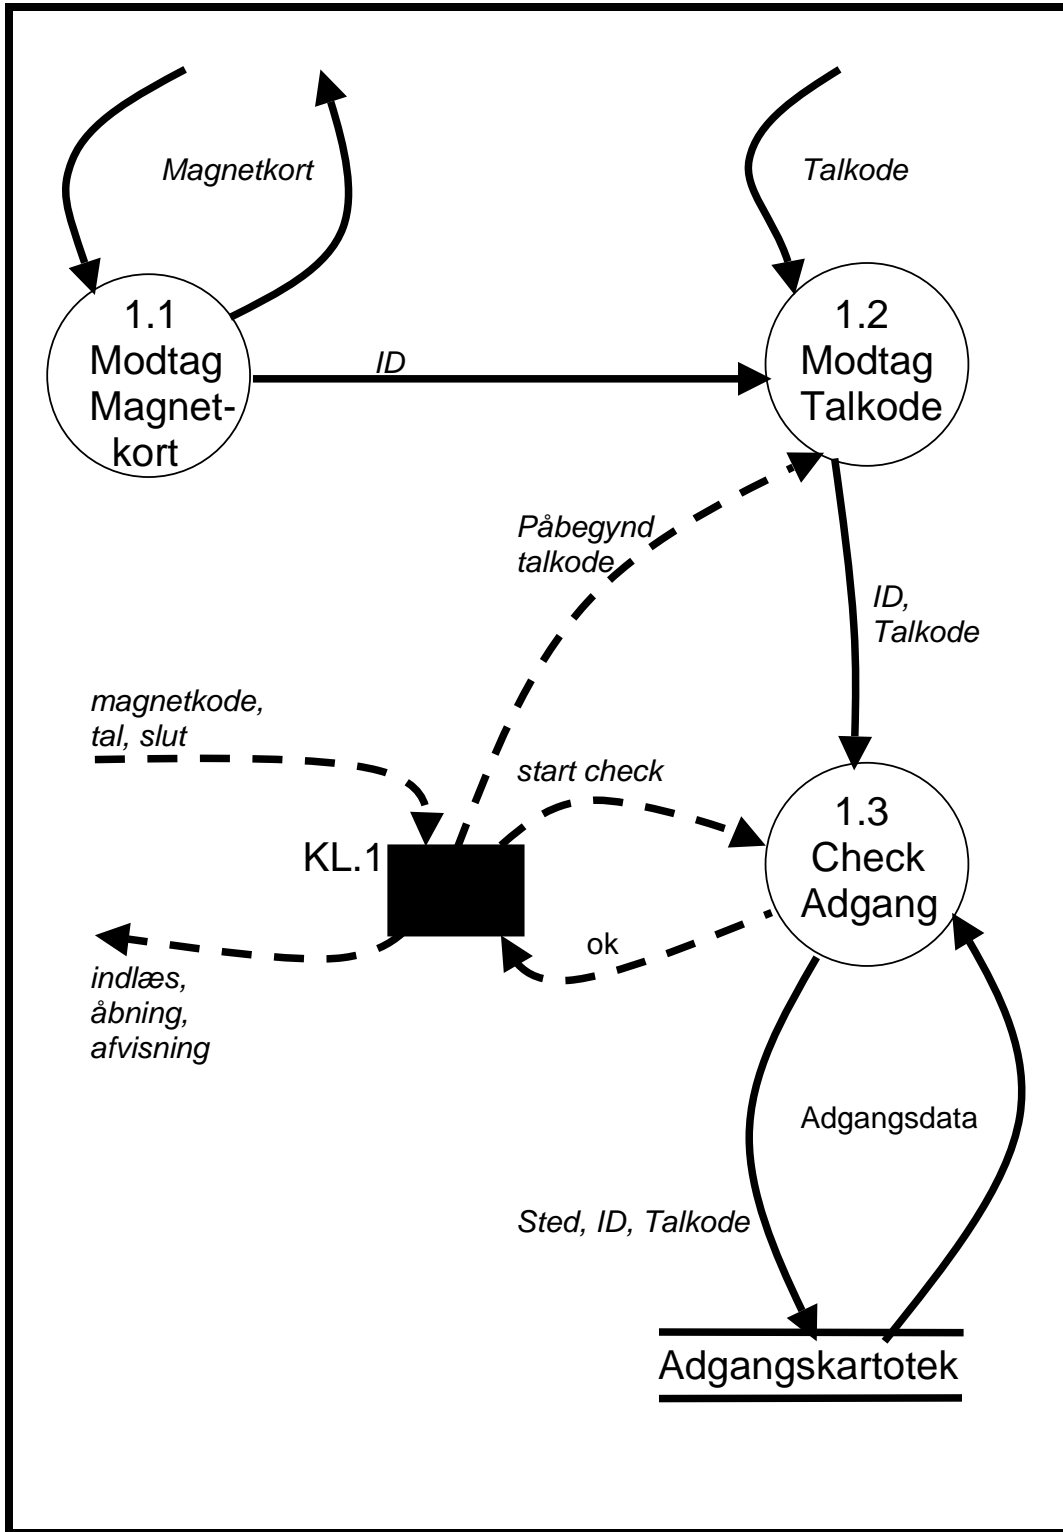 Magnetkort
Talkode
1.1
Modtag
Magnet-
kort
ID
1.2
Modtag
Talkode
Påbegynd
talkode
ID,
Talkode
magnetkode,
tal, slut
start check
KL.1
1.3
Check
Adgang
ok
indlæs,
åbning,
afvisning
Adgangsdata
Sted, ID, Talkode
Adgangskartotek